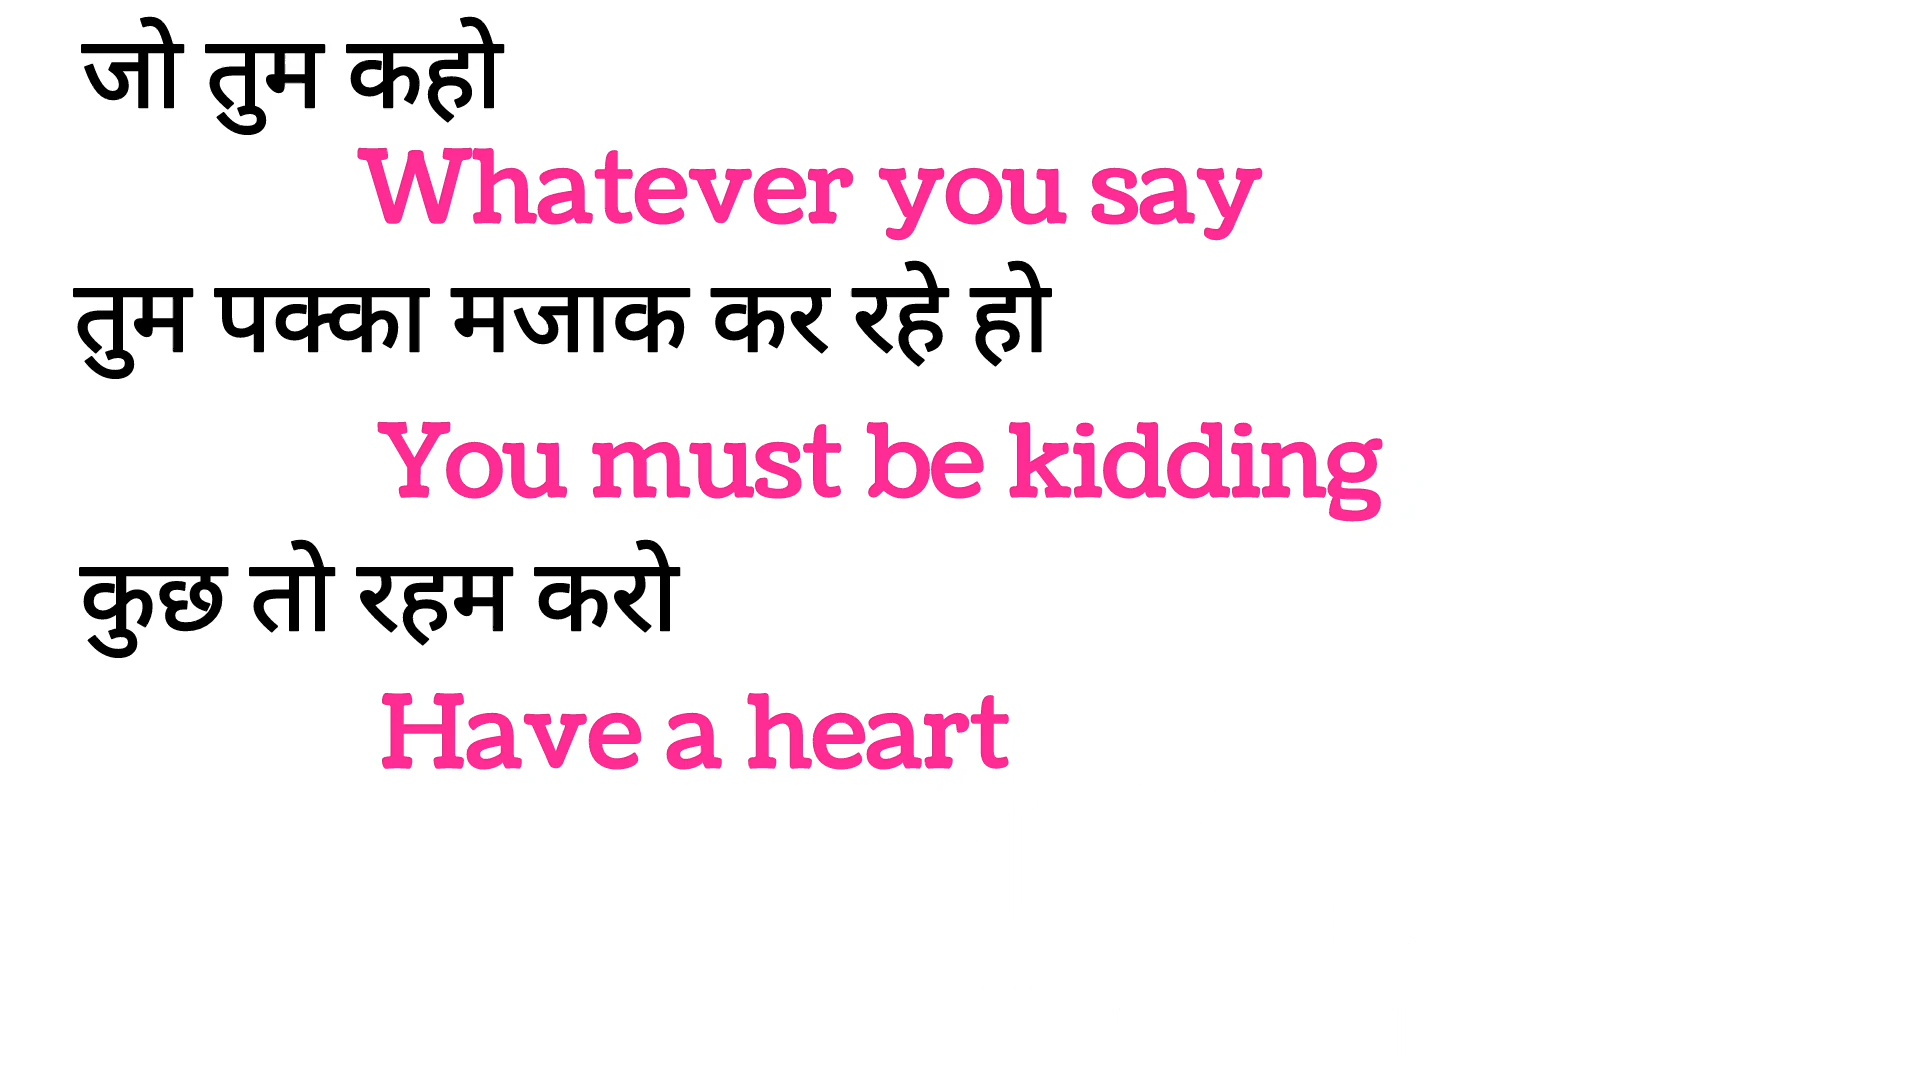 जो तुम कहो
Whatever you say
तुम पक्का मजाक कर रहे हो
You must be kidding
कुछ तो रहम करो
Have a heart